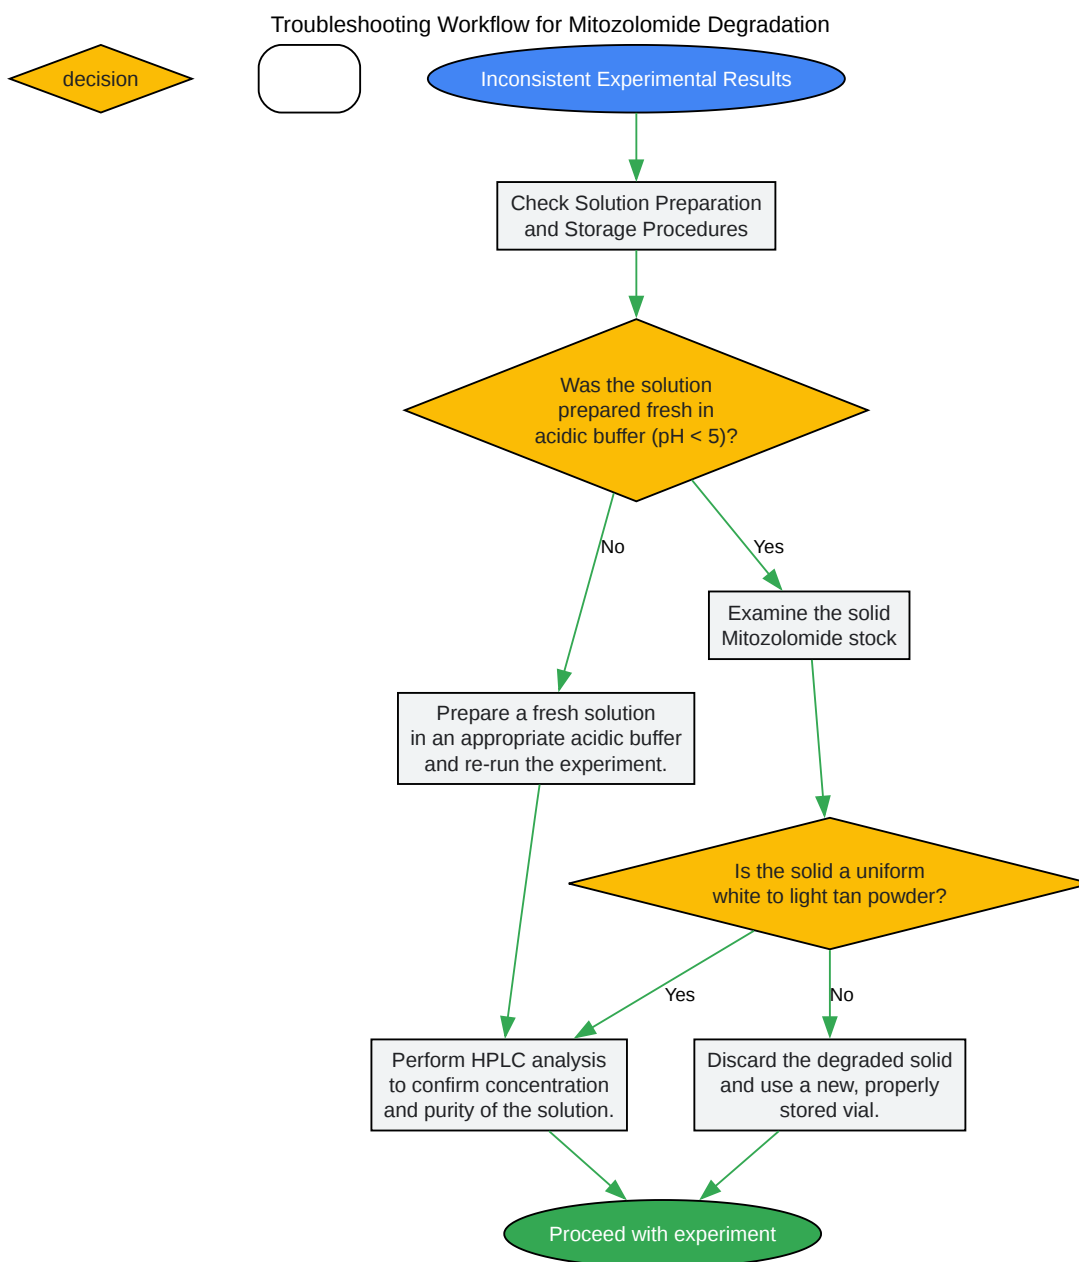 Troubleshooting Workflow for Mitozolomide Degradation
decision
Inconsistent Experimental Results
Check Solution Preparation
and Storage Procedures
Was the solution
prepared fresh in
acidic buffer (pH < 5)?
No
Yes
Examine the solid
Mitozolomide stock
Prepare a fresh solution
in an appropriate acidic buffer
and re-run the experiment.
Is the solid a uniform
white to light tan powder?
Yes
No
Perform HPLC analysis
to confirm concentration
and purity of the solution.
Discard the degraded solid
and use a new, properly
stored vial.
Proceed with experiment